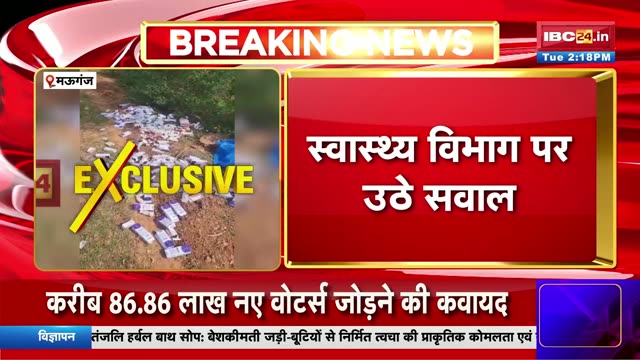 BREAKING NEWS
IBC24.in
Tue 2:18PM
मऊगंज
24
EXCLUSIVE
स्वास्थ्य विभाग पर
उठे सवाल
करीब 86.86 लाख नए वोटर्स जोड़ने की कवायद
विज्ञापन
तंजलि हर्बल बाथ सोप: बेशकीमती जड़ी-बूटियों से निर्मित त्वचा की प्राकृतिक कोमलता एवं